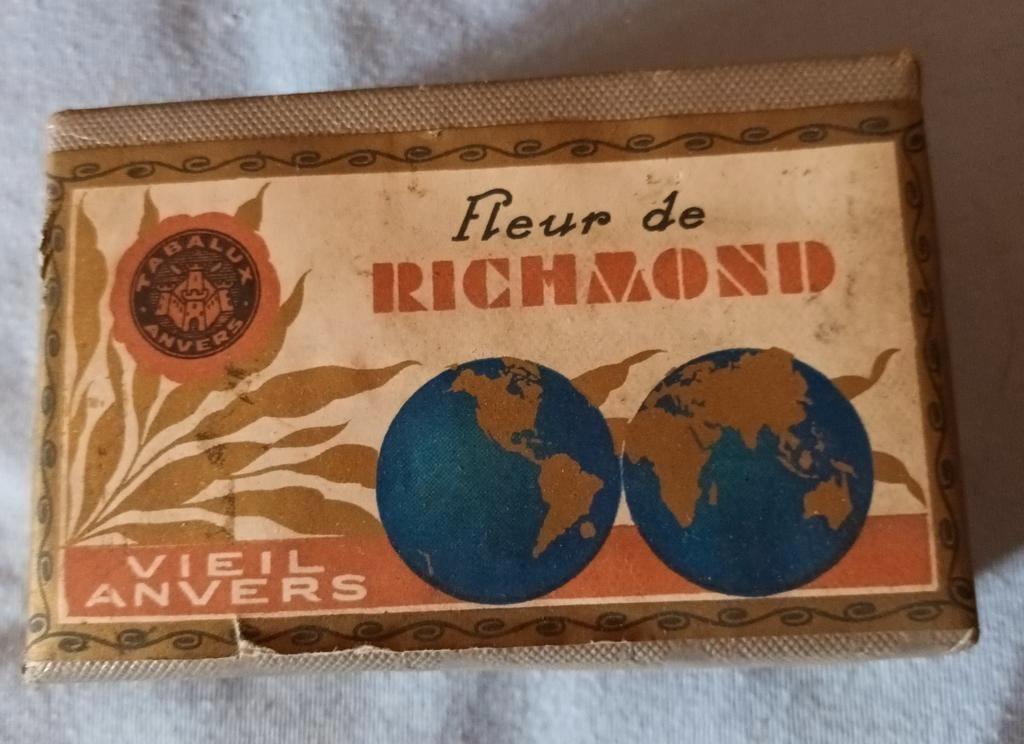 TABALUX
ANVERS
Fleur de
RICHMOND
VIEIL
ANVERS